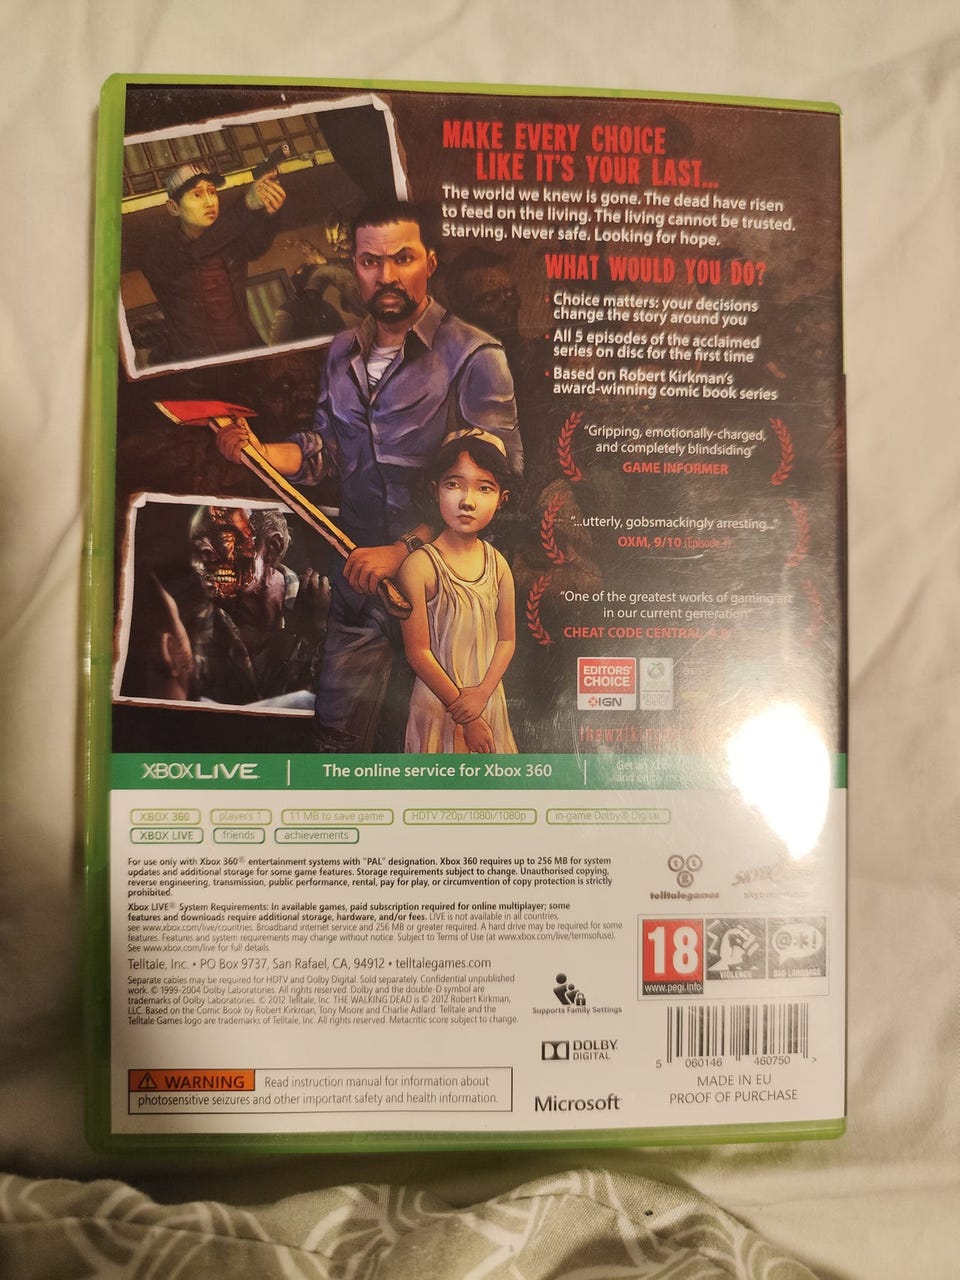 MAKE EVERY CHOICE
LIKE IT'S YOUR LAST...
The world we knew is gone. The dead have risen
to feed on the living. The living cannot be trusted.
Starving. Never safe. Looking for hope.
WHAT WOULD YOU DO?
• Choice matters: your decisions
change the story around you
• All 5 episodes of the acclaimed
series on disc for the first time
• Based on Robert Kirkman's
award-winning comic book series
"Gripping, emotionally-charged,
and completely blindsiding"
GAME INFORMER
"...utterly, gobsmackingly arresting..."
OXM, 9/10 (Episode 3)
"One of the greatest works of gaming art
in our current generation"
CHEAT CODE CENTRAL
EDITORS'
CHOICE
IGN
XBOX LIVE
The online service for Xbox 360
Get an
and enjoy
XBOX 360
players 1
11 MB to save game
HDTV 720p/1080i/1080p
in-game Dolby® Digital
XBOX LIVE
friends
achievements
For use only with Xbox 360® entertainment systems with "PAL" designation. Xbox 360 requires up to 256 MB for system
updates and additional storage for some game features. Storage requirements subject to change. Unauthorised copying,
reverse engineering, transmission, public performance, rental, pay for play, or circumvention of copy protection is strictly
prohibited.
Xbox LIVE® System Requirements: In available games, paid subscription required for online multiplayer; some
features and downloads require additional storage, hardware, and/or fees. LIVE is not available in all countries,
see www.xbox.com/live/countries. Broadband internet service and 256 MB or greater required. A hard drive may be required for some
features. Features and system requirements may change without notice. Subject to Terms of Use (at www.xbox.com/live/termsofuse).
See www.xbox.com/live for full details.
Telltale, Inc. • PO Box 9737, San Rafael, CA, 94912 • telltalegames.com
Separate cables may be required for HDTV and Dolby Digital. Sold separately. Confidential unpublished
work. © 1999-2004 Dolby Laboratories. All rights reserved. Dolby and the double-D symbol are
trademarks of Dolby Laboratories. © 2012 Telltale, Inc. THE WALKING DEAD is © 2012 Robert Kirkman,
LLC. Based on the Comic Book by Robert Kirkman, Tony Moore and Charlie Adlard. Telltale and the
Telltale Games logo are trademarks of Telltale, Inc. All rights reserved. Metacritic score subject to change.
t t g
telltalegames
18
www.pegi.info
VIOLENCE
@*!
BAD LANGUAGE
Supports Family Settings
DOLBY
DIGITAL
5 060146 460750 >
MADE IN EU
PROOF OF PURCHASE
WARNING Read instruction manual for information about
photosensitive seizures and other important safety and health information.
Microsoft